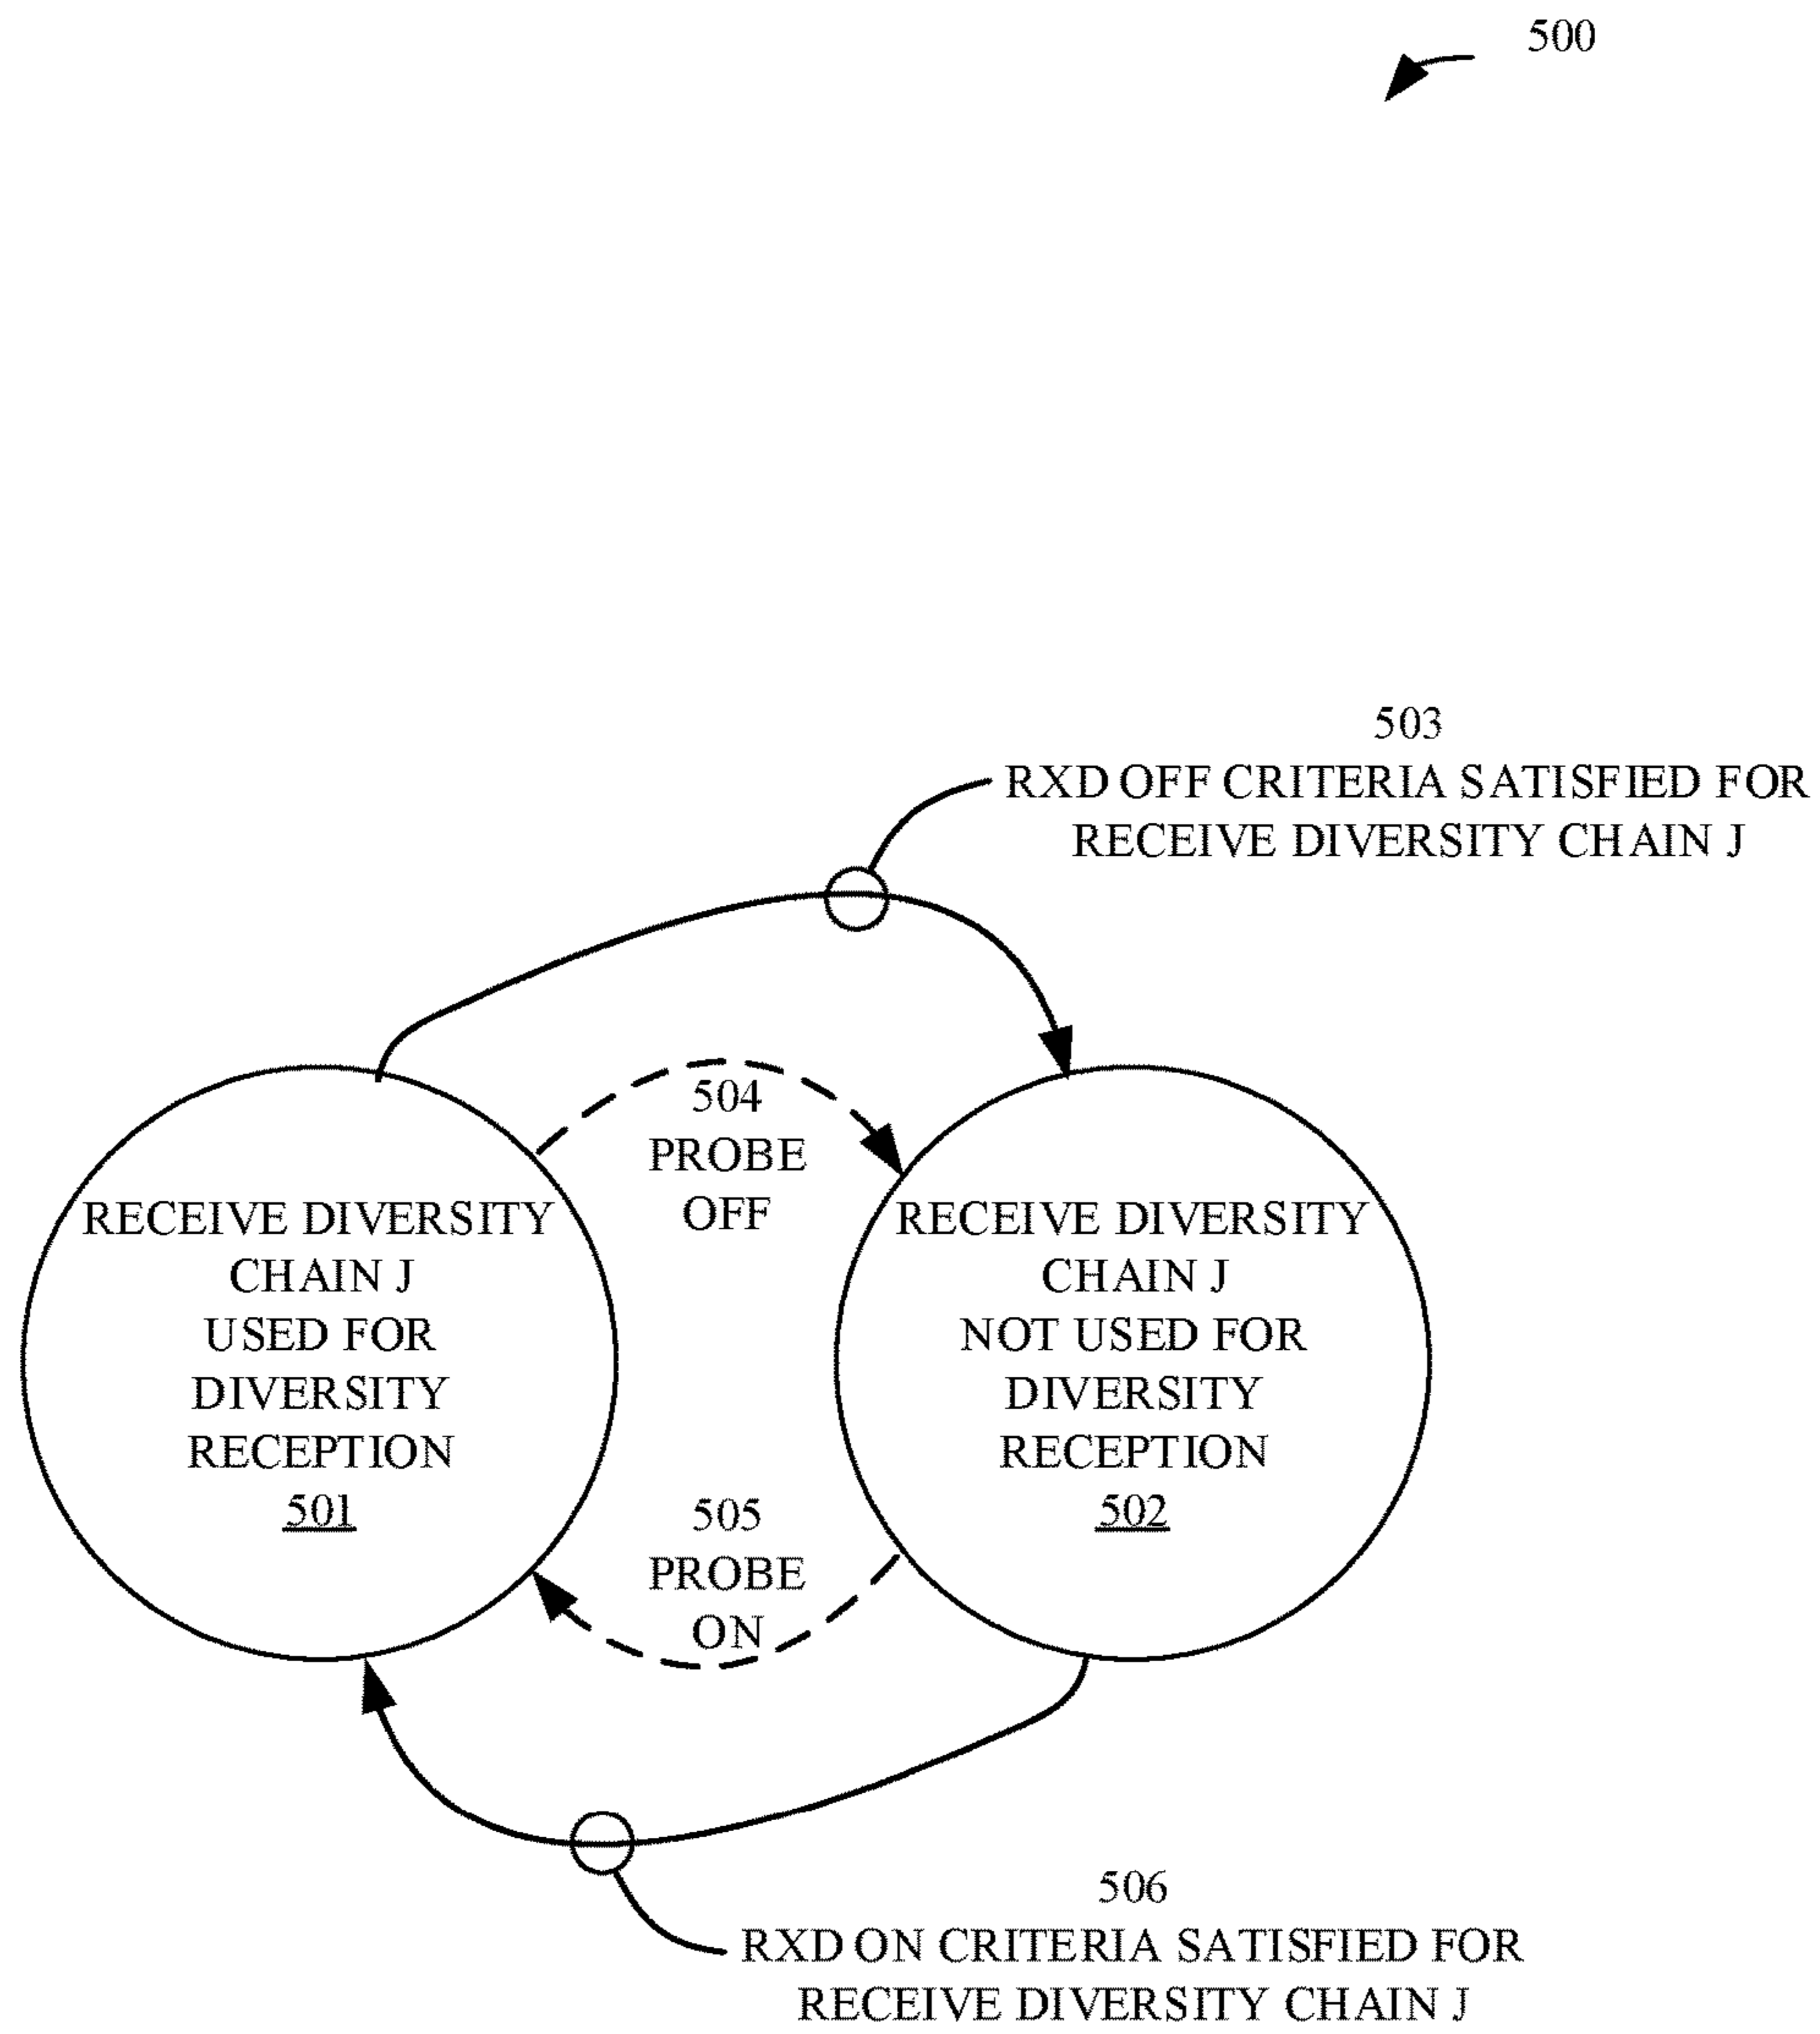 500
503
RXD OFF CRITERIA SATISFIED FOR
RECEIVE DIVERSITY CHAIN J
504
PROBE
OFF
RECEIVE DIVERSITY
CHAIN J
USED FOR
DIVERSITY
RECEPTION
501
RECEIVE DIVERSITY
CHAIN J
NOT USED FOR
DIVERSITY
RECEPTION
502
505
PROBE
ON
506
RXD ON CRITERIA SATISFIED FOR
RECEIVE DIVERSITY CHAIN J